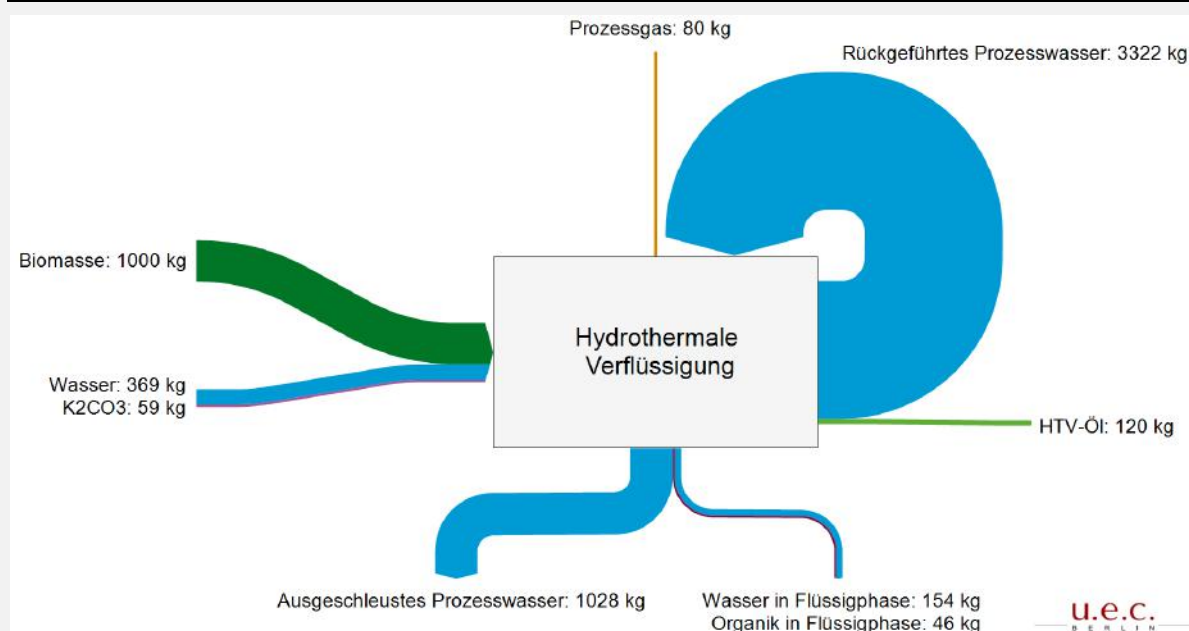 Prozessgas: 80 kg
Rückgeführtes Prozesswasser: 3322 kg
Biomasse: 1000 kg
Hydrothermale
Verflüssigung
Wasser: 369 kg
K2CO3: 59 kg
HTV-Öl: 120 kg
Ausgeschleustes Prozesswasser: 1028 kg
Wasser in Flüssigphase: 154 kg
Organik in Flüssigphase: 46 kg
u.e.c.
BERLIN